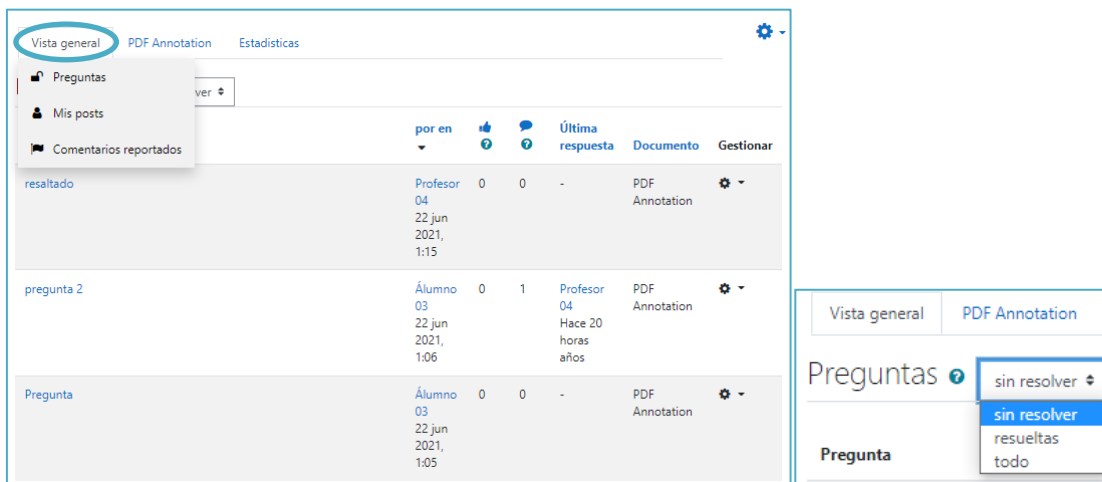 Vista general PDF Annotation Estadisticas
Preguntas
ver
Mis posts
Comentarios reportados
por en Última respuesta Documento Gestionar
resaltado Profesor 04 22 jun 2021, 1:15 0 0 - PDF Annotation
pregunta 2 Álumno 03 22 jun 2021, 1:06 0 1 Profesor 04 Hace 20 horas años PDF Annotation
Pregunta Álumno 03 22 jun 2021, 1:05 0 0 - PDF Annotation
Vista general PDF Annotation
Preguntas sin resolver
sin resolver
resueltas
todo
Pregunta